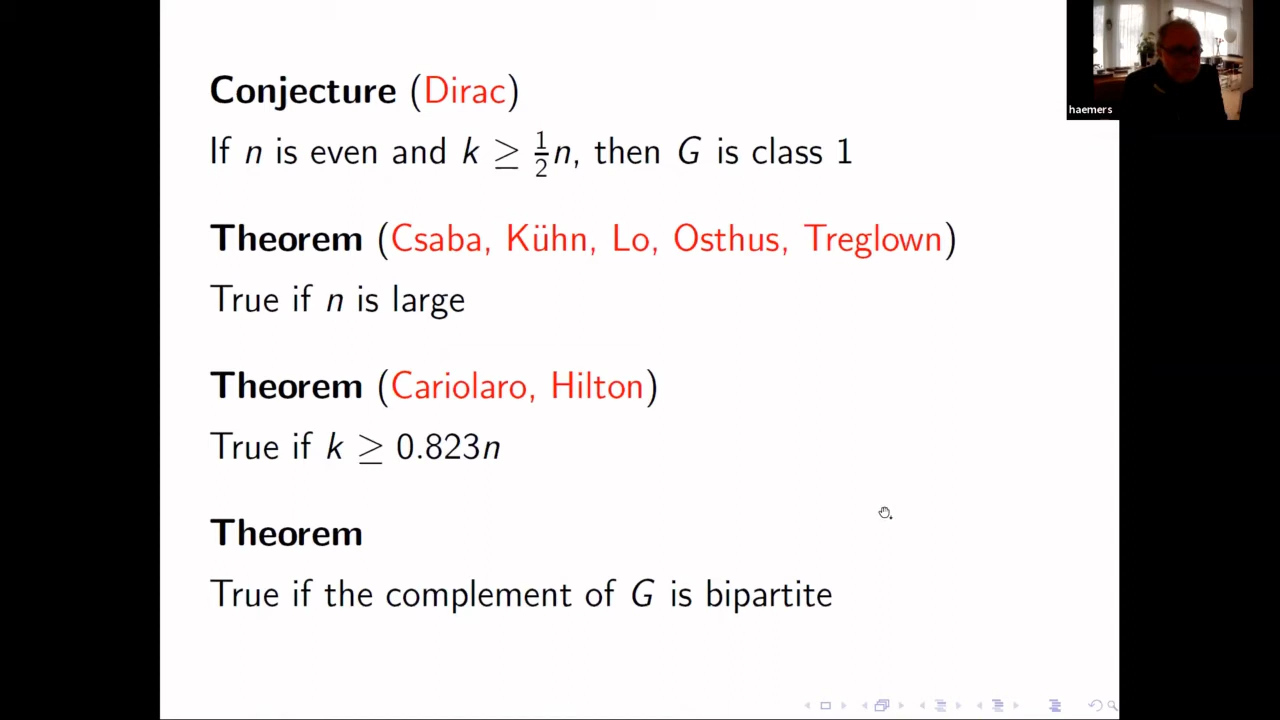 Conjecture (Dirac)
haemers
If n is even and k ≥ 1/2 n, then G is class 1
Theorem (Csaba, Kühn, Lo, Osthus, Treglown)
True if n is large
Theorem (Cariolaro, Hilton)
True if k ≥ 0.823n
Theorem
True if the complement of G is bipartite